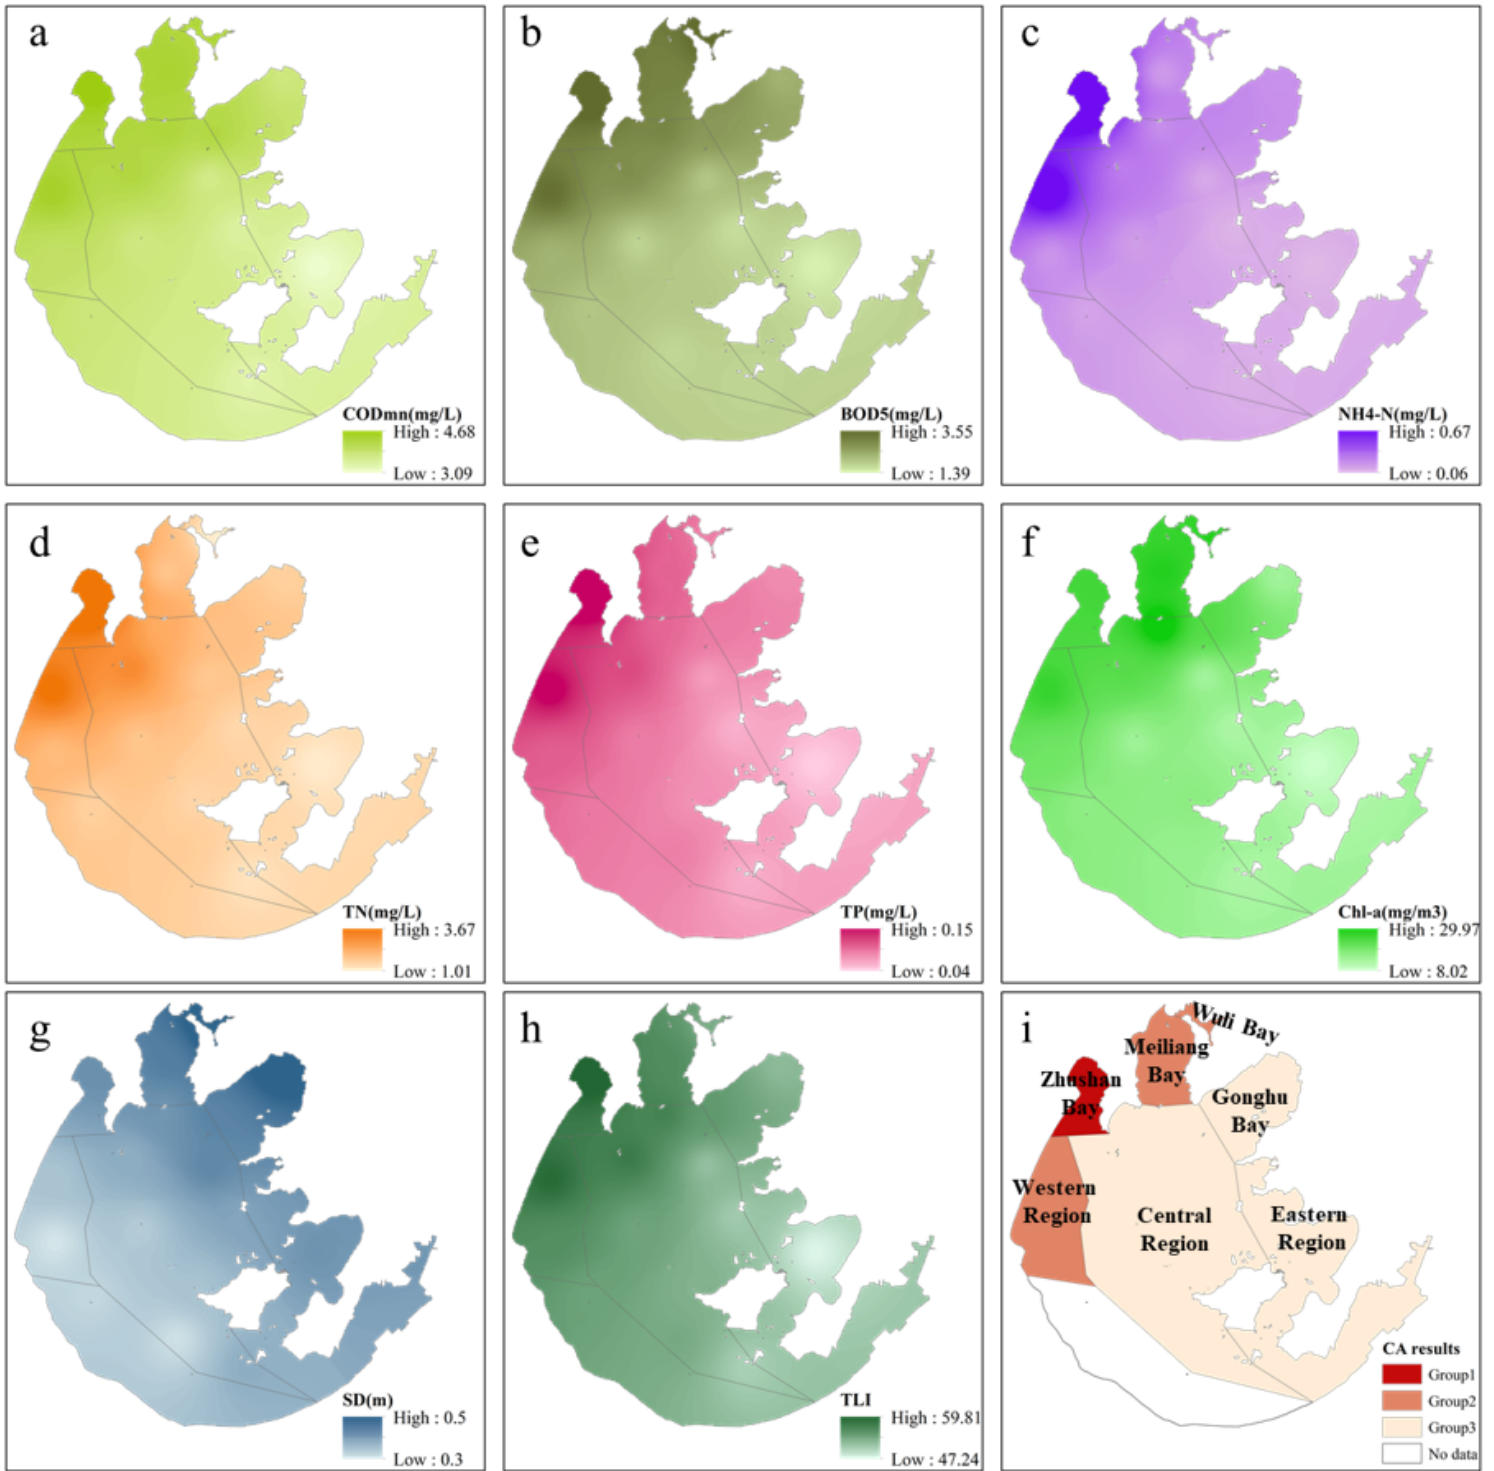 a
CODmn(mg/L)
High : 4.68
Low : 3.09
b
BOD5(mg/L)
High : 3.55
Low : 1.39
c
NH4-N(mg/L)
High : 0.67
Low : 0.06
d
TN(mg/L)
High : 3.67
Low : 1.01
e
TP(mg/L)
High : 0.15
Low : 0.04
f
Chl-a(mg/m3)
High : 29.97
Low : 8.02
g
SD(m)
High : 0.5
Low : 0.3
h
TLI
High : 59.81
Low : 47.24
i
Wuli Bay
Meiliang
Bay
Zhushan
Bay
Gonghu
Bay
Western
Region
Central
Region
Eastern
Region
CA results
Group1
Group2
Group3
No data